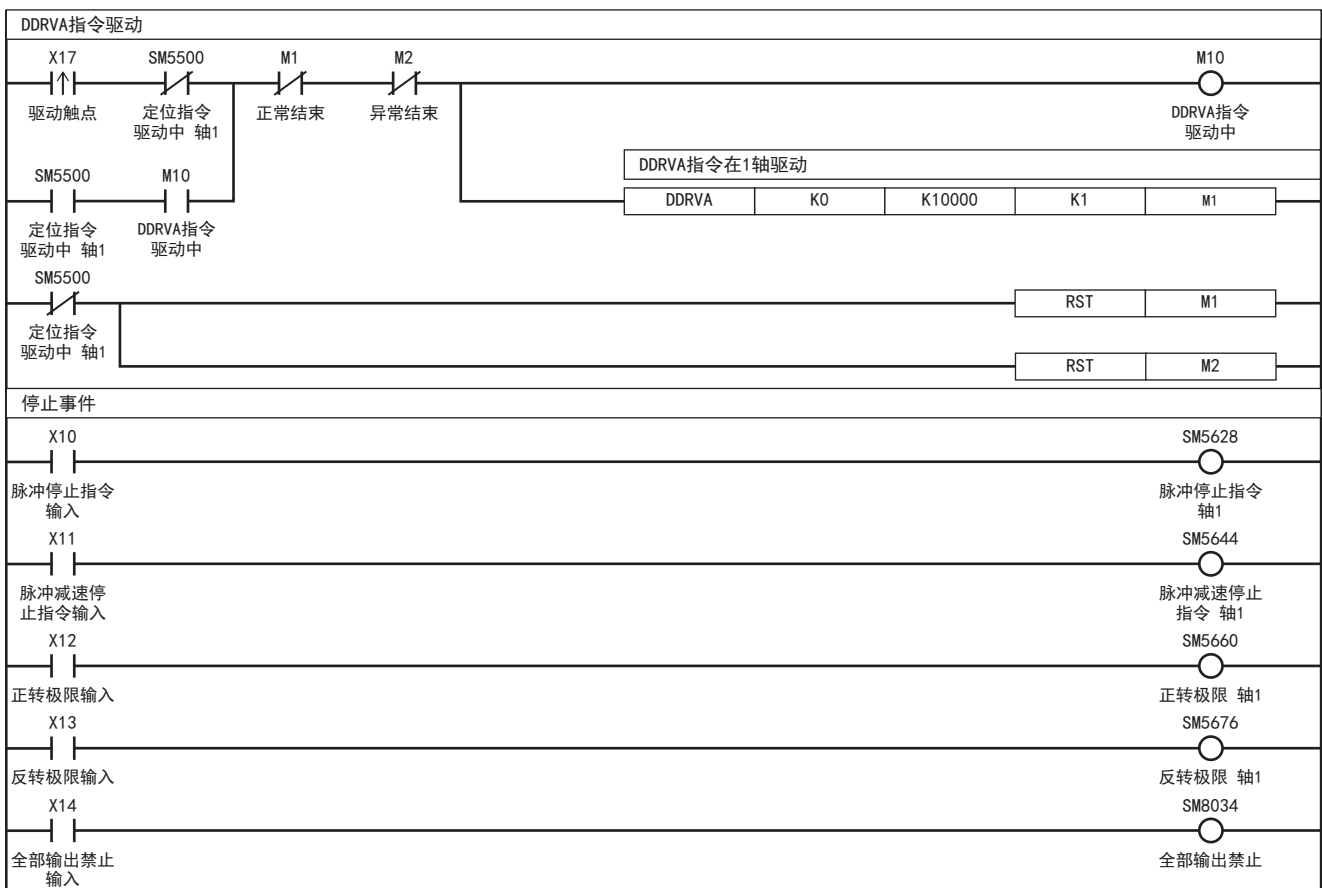 DDRVA指令驱动
X17 SM5500 M1 M2 M10
驱动触点 定位指令 正常结束 异常结束 DDRVA指令
驱动中 轴1 驱动中
DDRVA指令在1轴驱动
SM5500 M10
DDRVA K0 K10000 K1 M1
定位指令 DDRVA指令
驱动中 轴1 驱动中
SM5500
RST M1
定位指令
驱动中 轴1
RST M2
停止事件
X10 SM5628
脉冲停止指令 脉冲停止指令
输入 轴1
X11 SM5644
脉冲减速停 脉冲减速停止
止指令输入 指令 轴1
X12 SM5660
正转极限输入 正转极限 轴1
X13 SM5676
反转极限输入 反转极限 轴1
X14 SM8034
全部输出禁止 全部输出禁止
输入